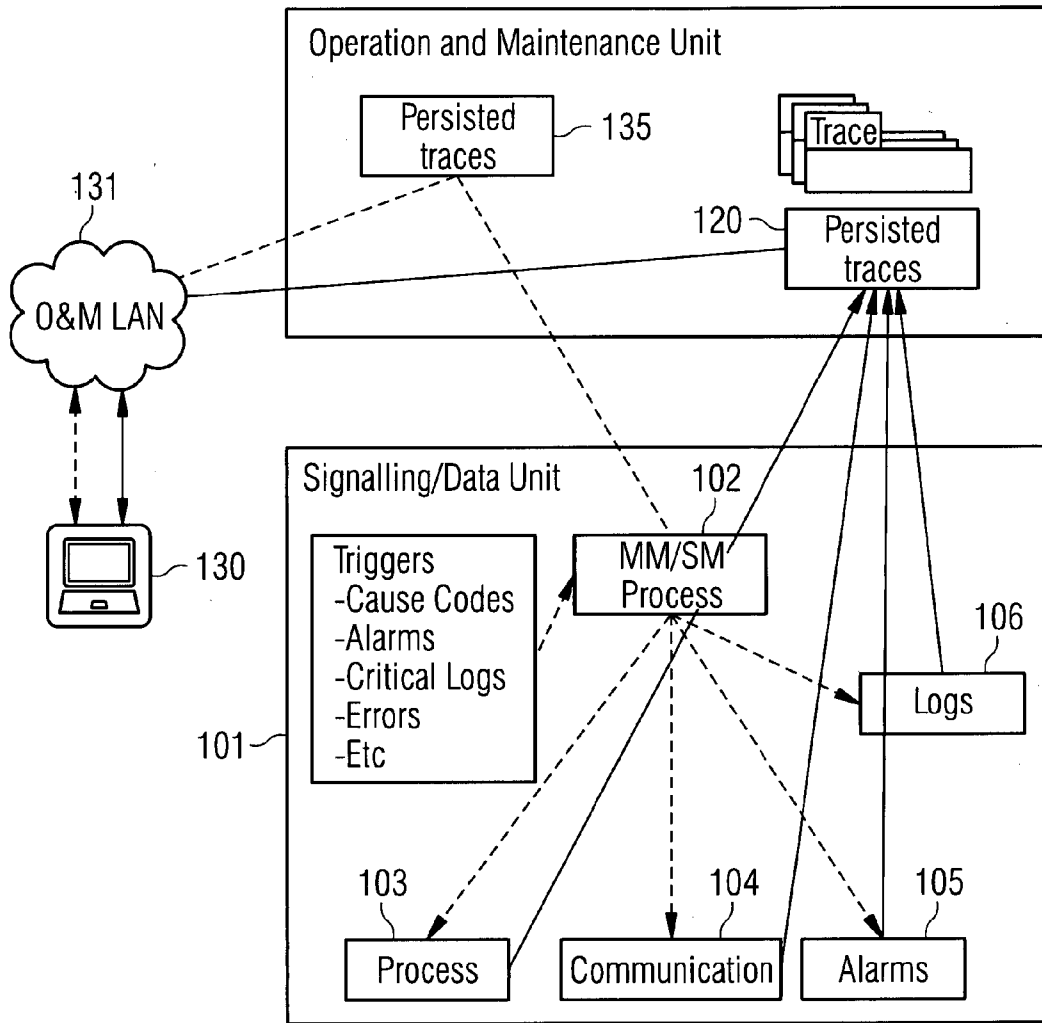 Operation and Maintenance Unit
Persisted
traces
135
Trace
131
120
Persisted
traces
O&M LAN
130
Signalling/Data Unit
102
Triggers
-Cause Codes
-Alarms
-Critical Logs
-Errors
-Etc
MM/SM
Process
106
Logs
101
103
104
105
Process
Communication
Alarms